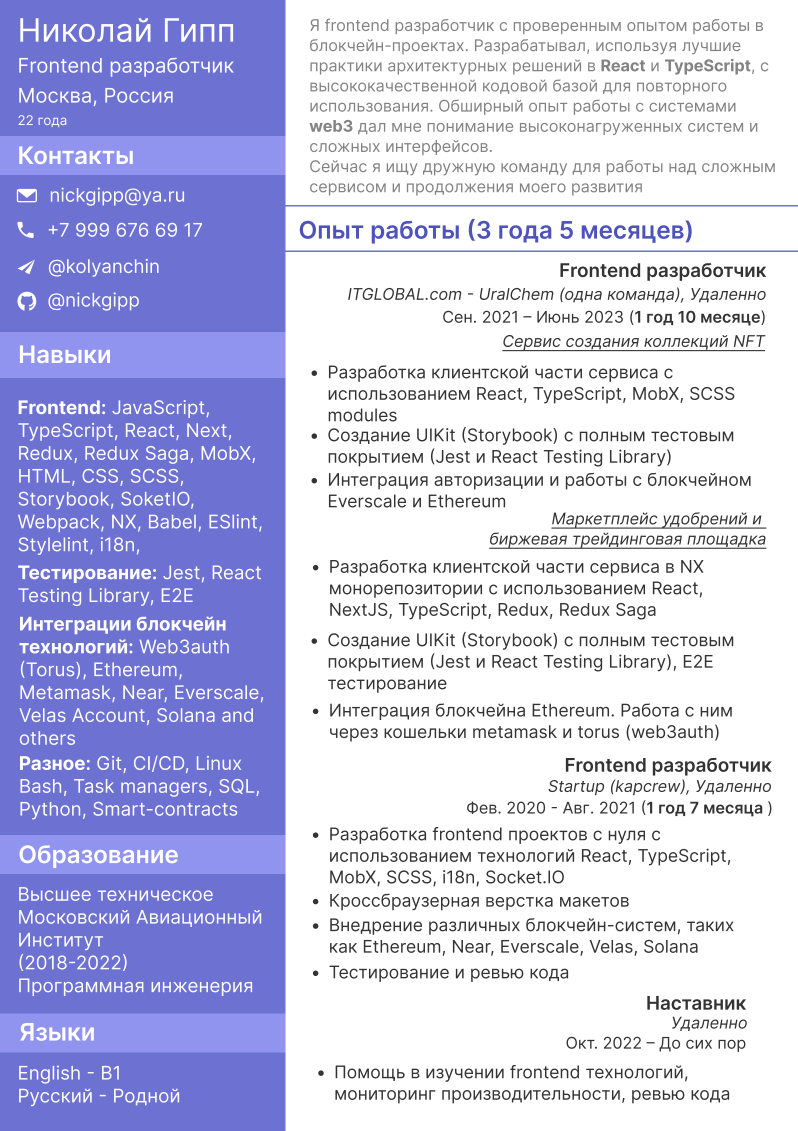 Николай Гипп
Frontend разработчик
Москва, Россия
22 года
Контакты
nickgipp@ya.ru
+7 999 676 69 17
@kolyanchin
@nickgipp
Навыки
Frontend: JavaScript,
TypeScript, React, Next,
Redux, Redux Saga, MobX,
HTML, CSS, SCSS,
Storybook, SoketIO,
Webpack, NX, Babel, ESlint,
Stylelint, i18n,
Тестирование: Jest, React
Testing Library, E2E
Интеграции блокчейн
технологий: Web3auth
(Torus), Ethereum,
Metamask, Near, Everscale,
Velas Account, Solana and
others
Разное: Git, CI/CD, Linux
Bash, Task managers, SQL,
Python, Smart-contracts
Образование
Высшее техническое
Московский Авиационный
Институт
(2018-2022)
Программная инженерия
Языки
English - B1
Русский - Родной
Я frontend разработчик с проверенным опытом работы в
блокчейн-проектах. Разрабатывал, используя лучшие
практики архитектурных решений в React и TypeScript, с
высококачественной кодовой базой для повторного
использования. Обширный опыт работы с системами
web3 дал мне понимание высоконагруженных систем и
сложных интерфейсов.
Сейчас я ищу дружную команду для работы над сложным
сервисом и продолжения моего развития
Опыт работы (3 года 5 месяцев)
Frontend разработчик
ITGLOBAL.com - UralChem (одна команда), Удаленно
Сен. 2021 – Июнь 2023 (1 год 10 месяце)
Сервис создания коллекций NFT
• Разработка клиентской части сервиса с
использованием React, TypeScript, MobX, SCSS
modules
• Создание UIKit (Storybook) с полным тестовым
покрытием (Jest и React Testing Library)
• Интеграция авторизации и работы с блокчейном
Everscale и Ethereum
Маркетплейс удобрений и
биржевая трейдинговая площадка
• Разработка клиентской части сервиса в NX
монорепозитории с использованием React,
NextJS, TypeScript, Redux, Redux Saga
• Создание UIKit (Storybook) с полным тестовым
покрытием (Jest и React Testing Library), E2E
тестирование
• Интеграция блокчейна Ethereum. Работа с ним
через кошельки metamask и torus (web3auth)
Frontend разработчик
Startup (kapcrew), Удаленно
Фев. 2020 - Авг. 2021 (1 год 7 месяца )
• Разработка frontend проектов с нуля с
использованием технологий React, TypeScript,
MobX, SCSS, i18n, Socket.IO
• Кроссбраузерная верстка макетов
• Внедрение различных блокчейн-систем, таких
как Ethereum, Near, Everscale, Velas, Solana
• Тестирование и ревью кода
Наставник
Удаленно
Окт. 2022 – До сих пор
• Помощь в изучении frontend технологий,
мониторинг производительности, ревью кода